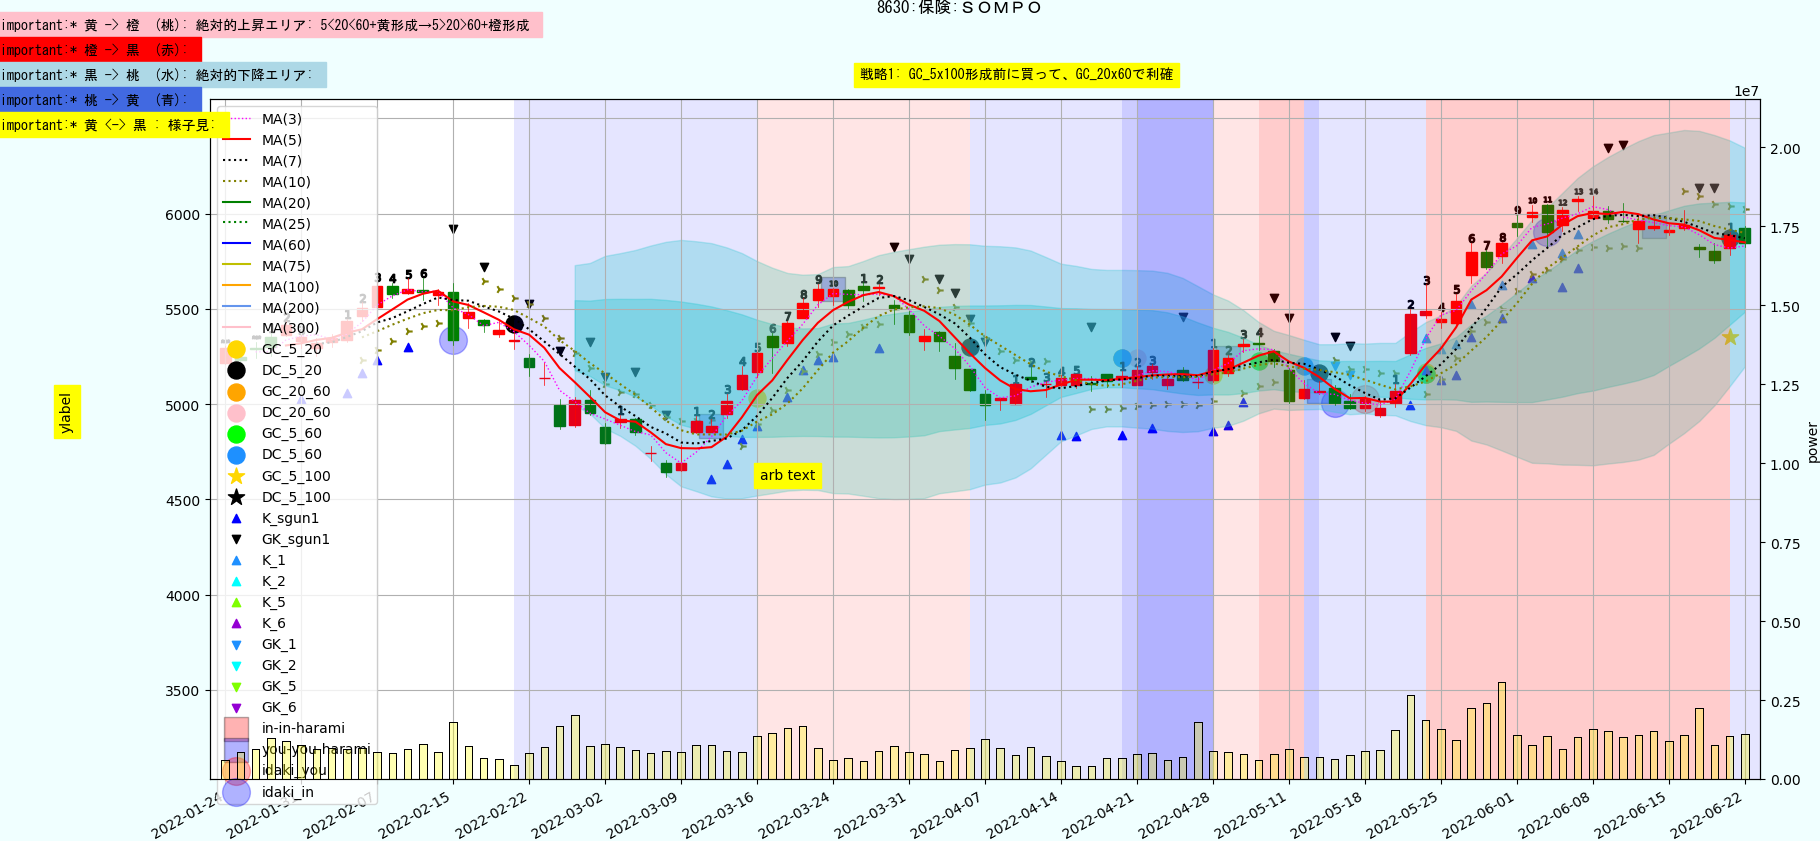 8630:保険:ＳＯＭＰＯ
important:* 黄 -> 橙 （桃）: 絶対的上昇エリア: 5<20<60+黄形成→5>20>60+橙形成
important:* 橙 -> 黒 （赤）:
important:* 黒 -> 桃 （水）: 絶対的下降エリア:
important:* 桃 -> 黄 （青）:
important:* 黄 <-> 黒 : 様子見:
戦略1: GC_5x100形成前に買って、GC_20x60で利確
1e7
MA(3)
MA(5)
MA(7)
MA(10)
MA(20)
MA(25)
MA(60)
MA(75)
MA(100)
MA(200)
MA(300)
GC_5_20
DC_5_20
GC_20_60
DC_20_60
GC_5_60
DC_5_60
GC_5_100
DC_5_100
K_sgun1
GK_sgun1
K_1
K_2
K_5
K_6
GK_1
GK_2
GK_5
GK_6
in-in-harami
you-you-harami
idaki_you
idaki_in
ylabel
6000
5500
5000
4500
4000
3500
arb text
power
2.00
1.75
1.50
1.25
1.00
0.75
0.50
0.25
0.00
2022-01-24
2022-01-31
2022-02-07
2022-02-15
2022-02-22
2022-03-02
2022-03-09
2022-03-16
2022-03-24
2022-03-31
2022-04-07
2022-04-14
2022-04-21
2022-04-28
2022-05-11
2022-05-18
2022-05-25
2022-06-01
2022-06-08
2022-06-15
2022-06-22